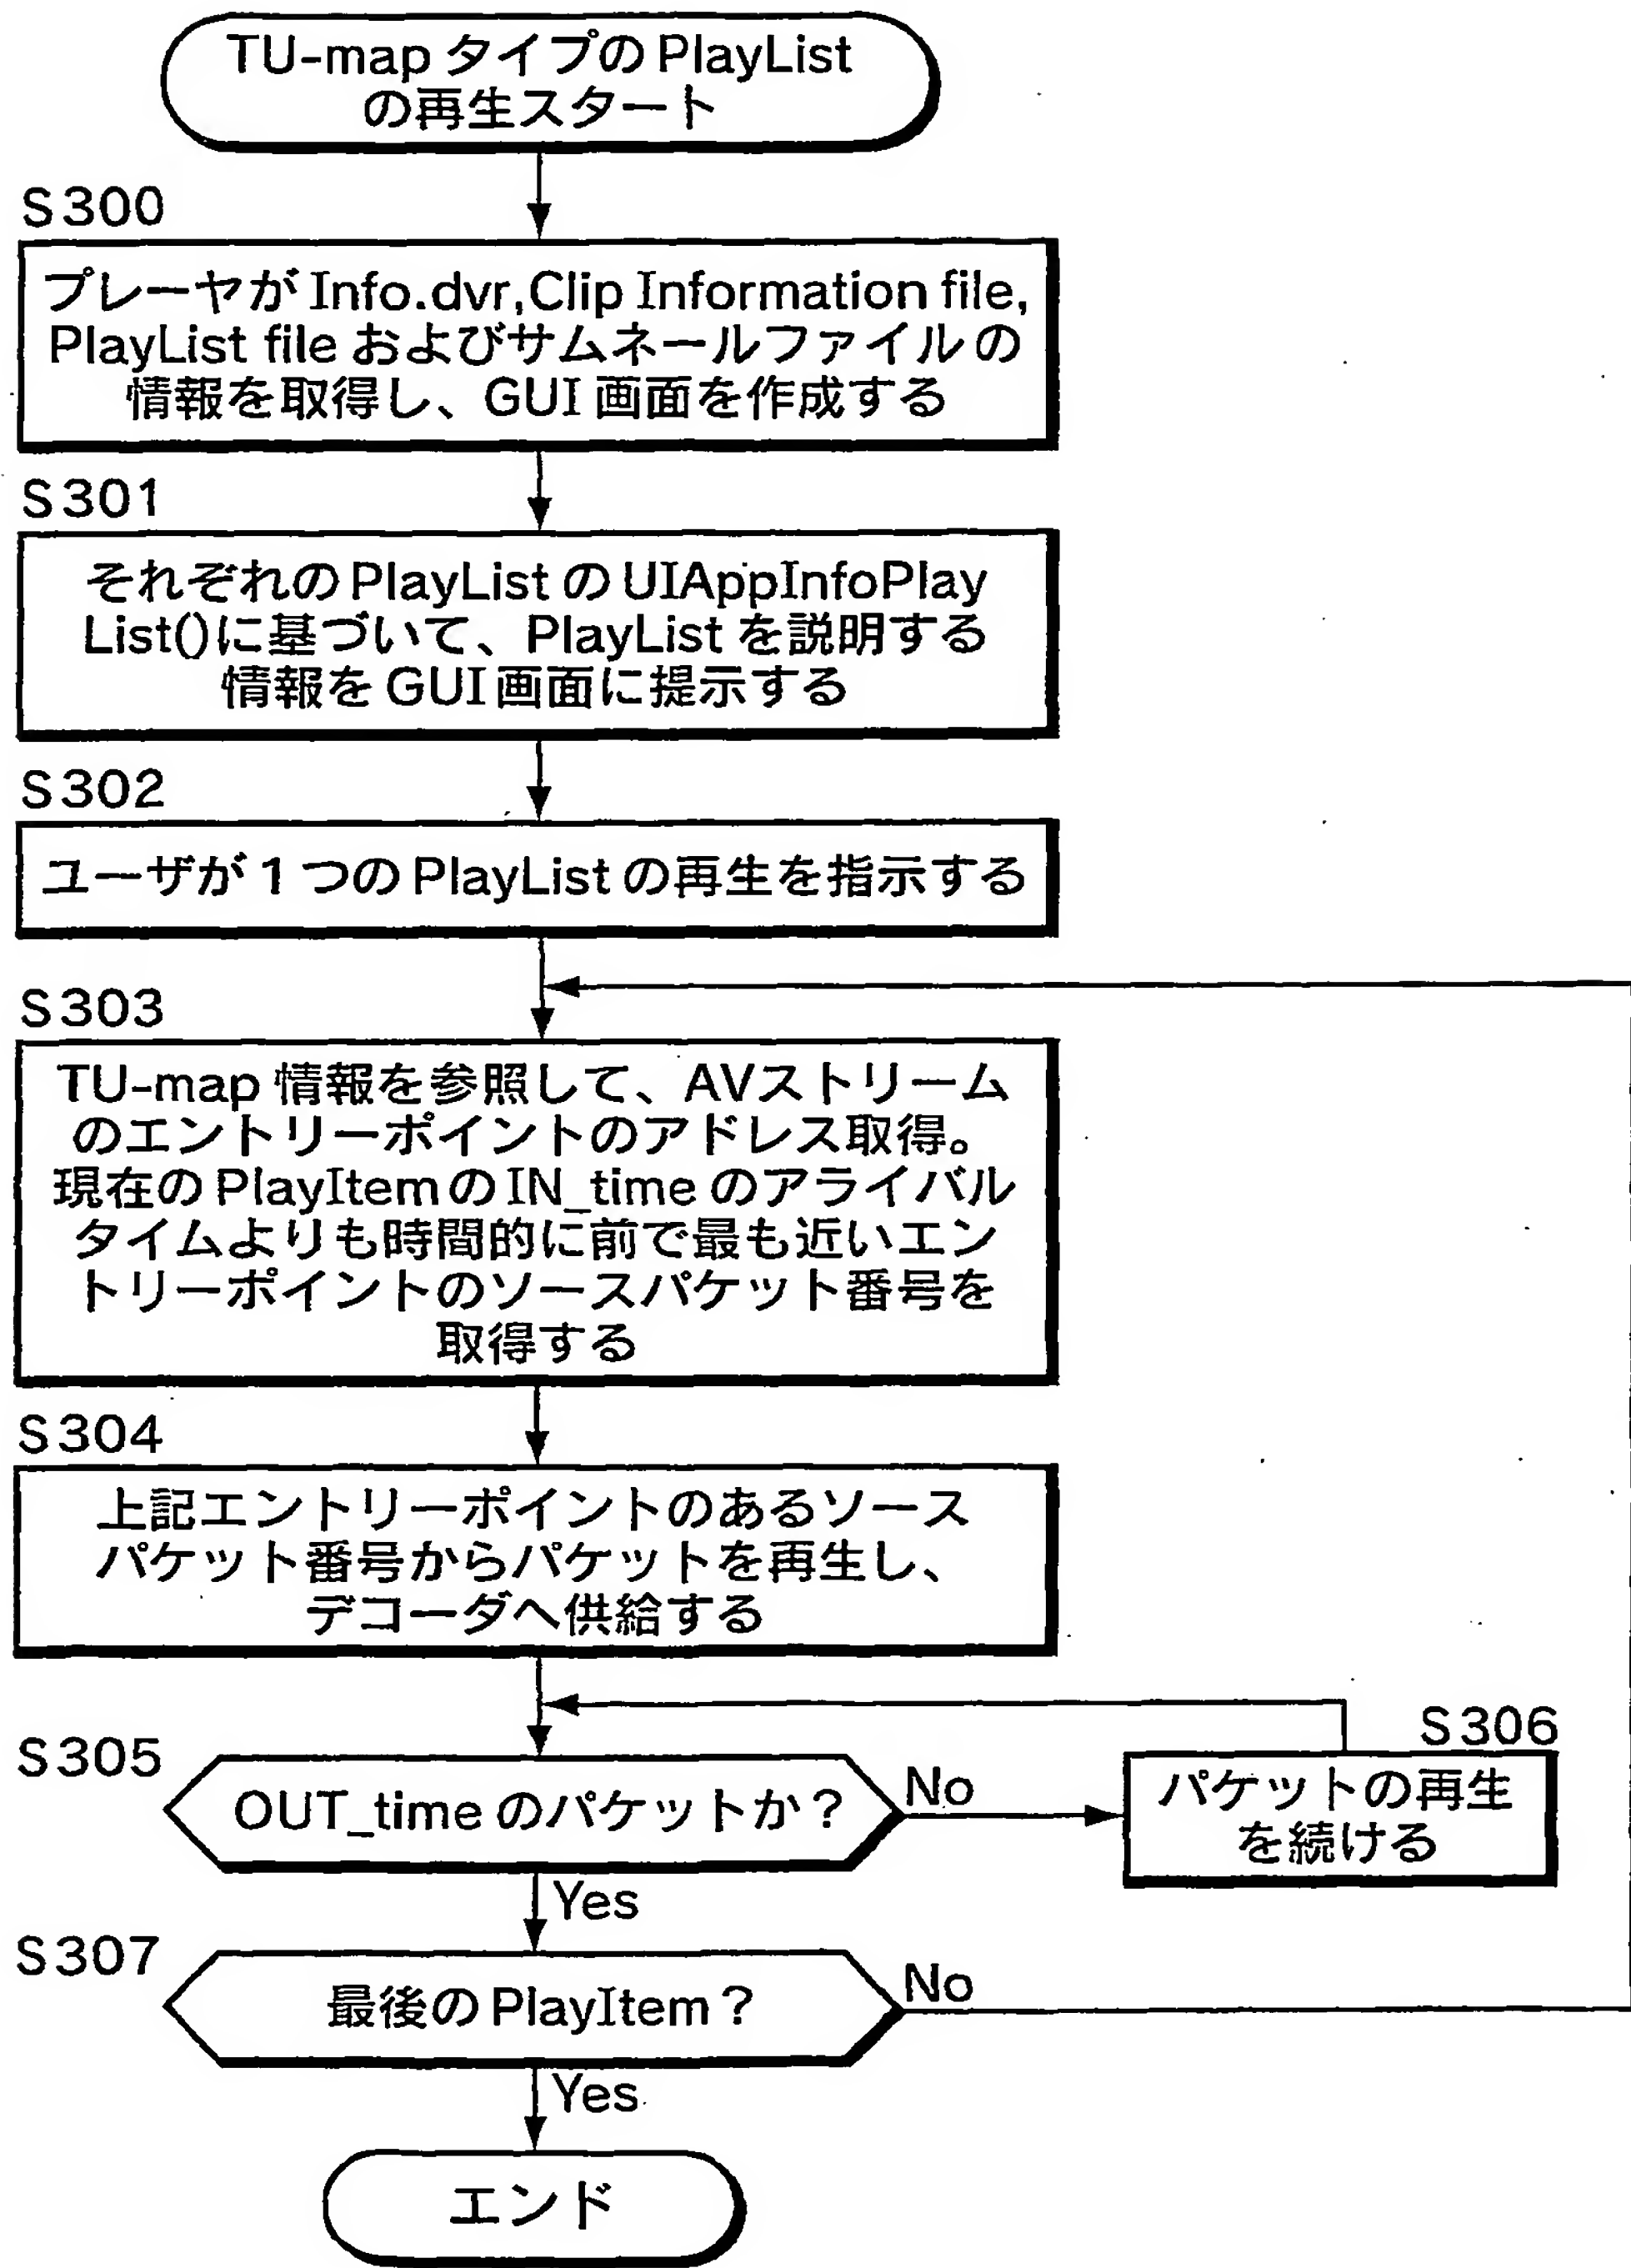 TU-map タイプの PlayList
の再生スタート
S300
プレーヤが Info.dvr,Clip Information file,
PlayList file およびサムネールファイルの
情報を取得し、GUI 画面を作成する
S301
それぞれの PlayList の UIAppInfoPlay
List()に基づいて、PlayList を説明する
情報を GUI 画面に提示する
S302
ユーザが 1 つの PlayList の再生を指示する
S303
TU-map 情報を参照して、AVストリーム
のエントリーポイントのアドレス取得。
現在の PlayItem の IN_time のアライバル
タイムよりも時間的に前で最も近いエン
トリーポイントのソースパケット番号を
取得する
S304
上記エントリーポイントのあるソース
パケット番号からパケットを再生し、
デコーダへ供給する
S305
OUT_time のパケットか？
No
S306
パケットの再生
を続ける
Yes
S307
最後の PlayItem？
No
Yes
エンド